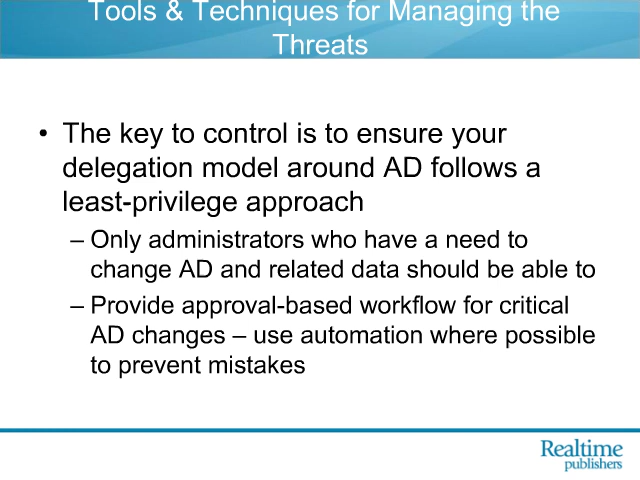 Tools & Techniques for Managing the
Threats
• The key to control is to ensure your
delegation model around AD follows a
least-privilege approach
– Only administrators who have a need to
change AD and related data should be able to
– Provide approval-based workflow for critical
AD changes – use automation where possible
to prevent mistakes
Realtime
publishers